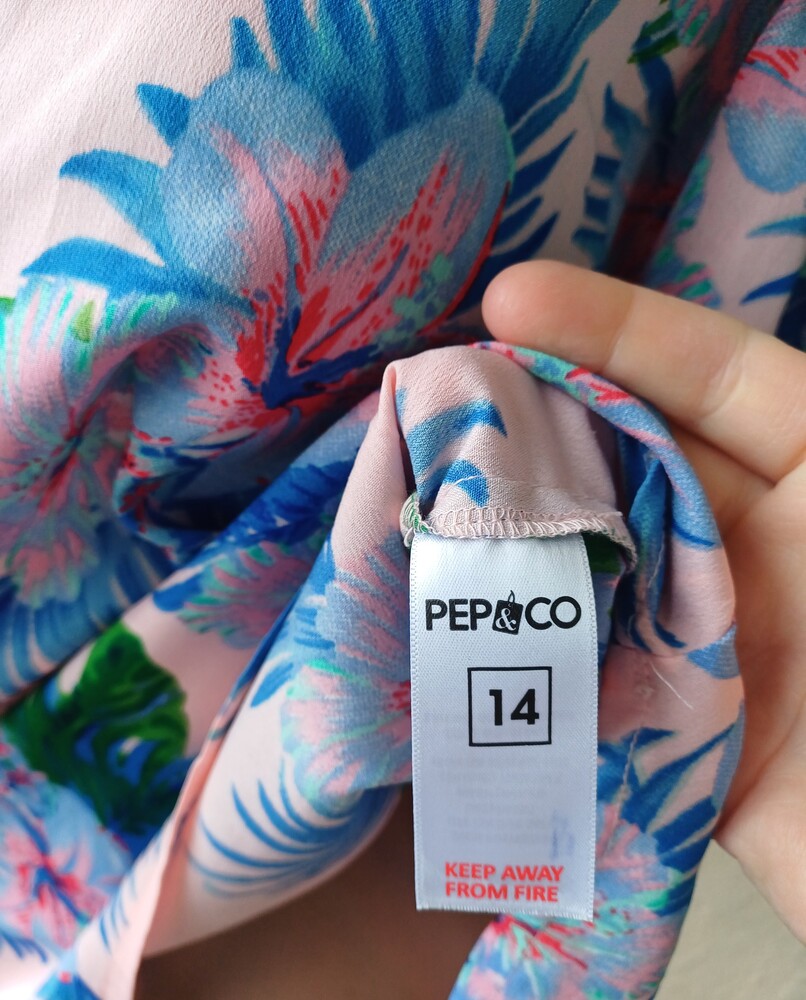 PEP&CO
14
KEEP AWAY
FROM FIRE